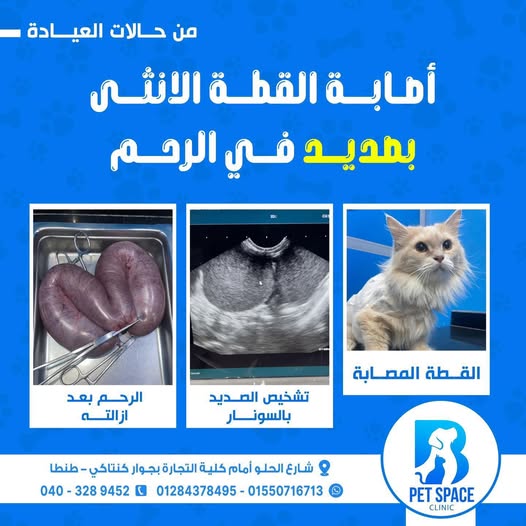 من حالات العيادة
أصابة القطة الانثى
بصديد في الرحم
القطة المصابة
تشخيص الصديد
بالسونار
الرحم بعد
ازالته
شارع الحلو أمام كلية التجارة بجوار كنتاكي - طنطا
040 - 328 9452 01284378495 - 01550716713
PET SPACE
CLINIC